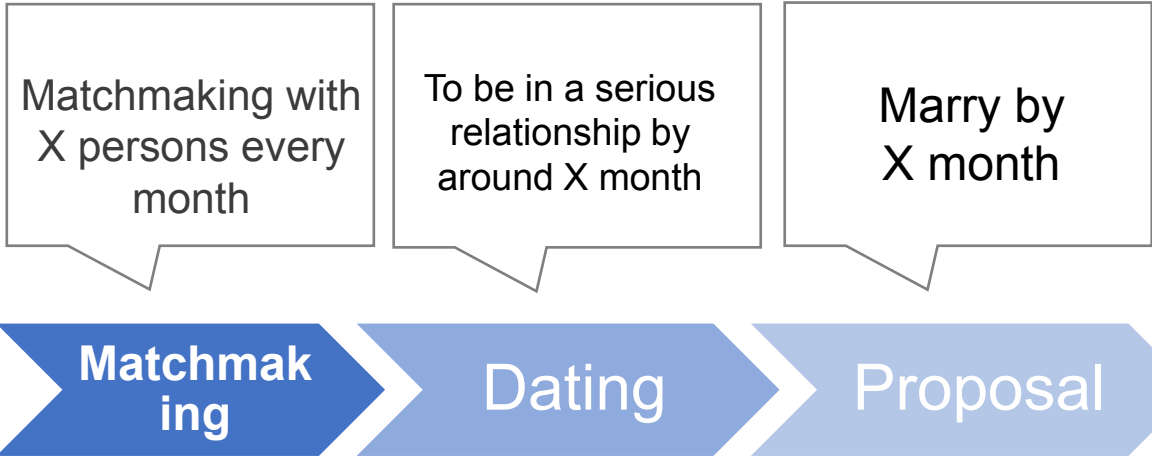 Matchmaking with
X persons every
month
To be in a serious
relationship by
around X month
Marry by
X month
Matchmak
ing
Dating
Proposal